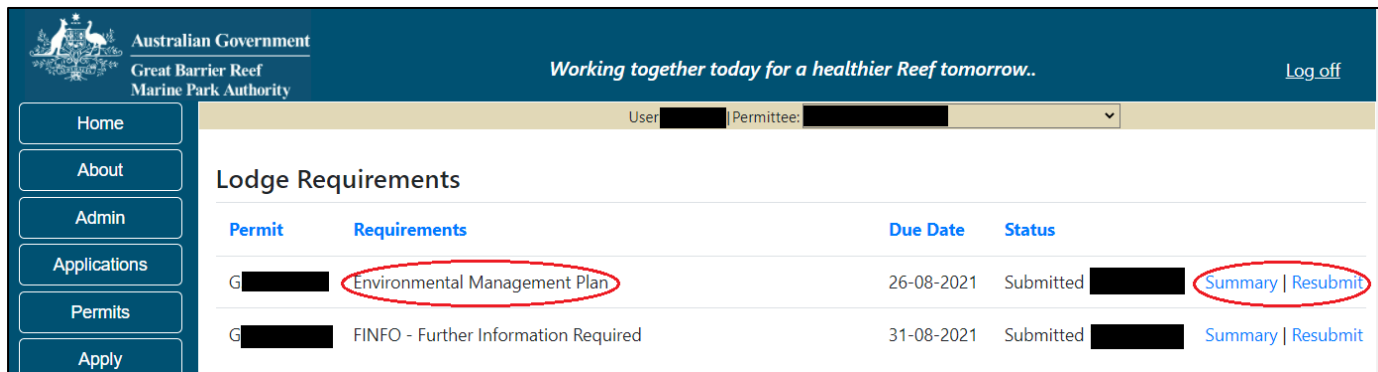 Australian Government
Great Barrier Reef
Marine Park Authority
Working together today for a healthier Reef tomorrow..
Log off
User |Permittee:
Home
About
Admin
Applications
Permits
Apply
Lodge Requirements
Permit Requirements Due Date Status
G Environmental Management Plan 26-08-2021 Submitted Summary | Resubmit
G FINFO - Further Information Required 31-08-2021 Submitted Summary | Resubmit